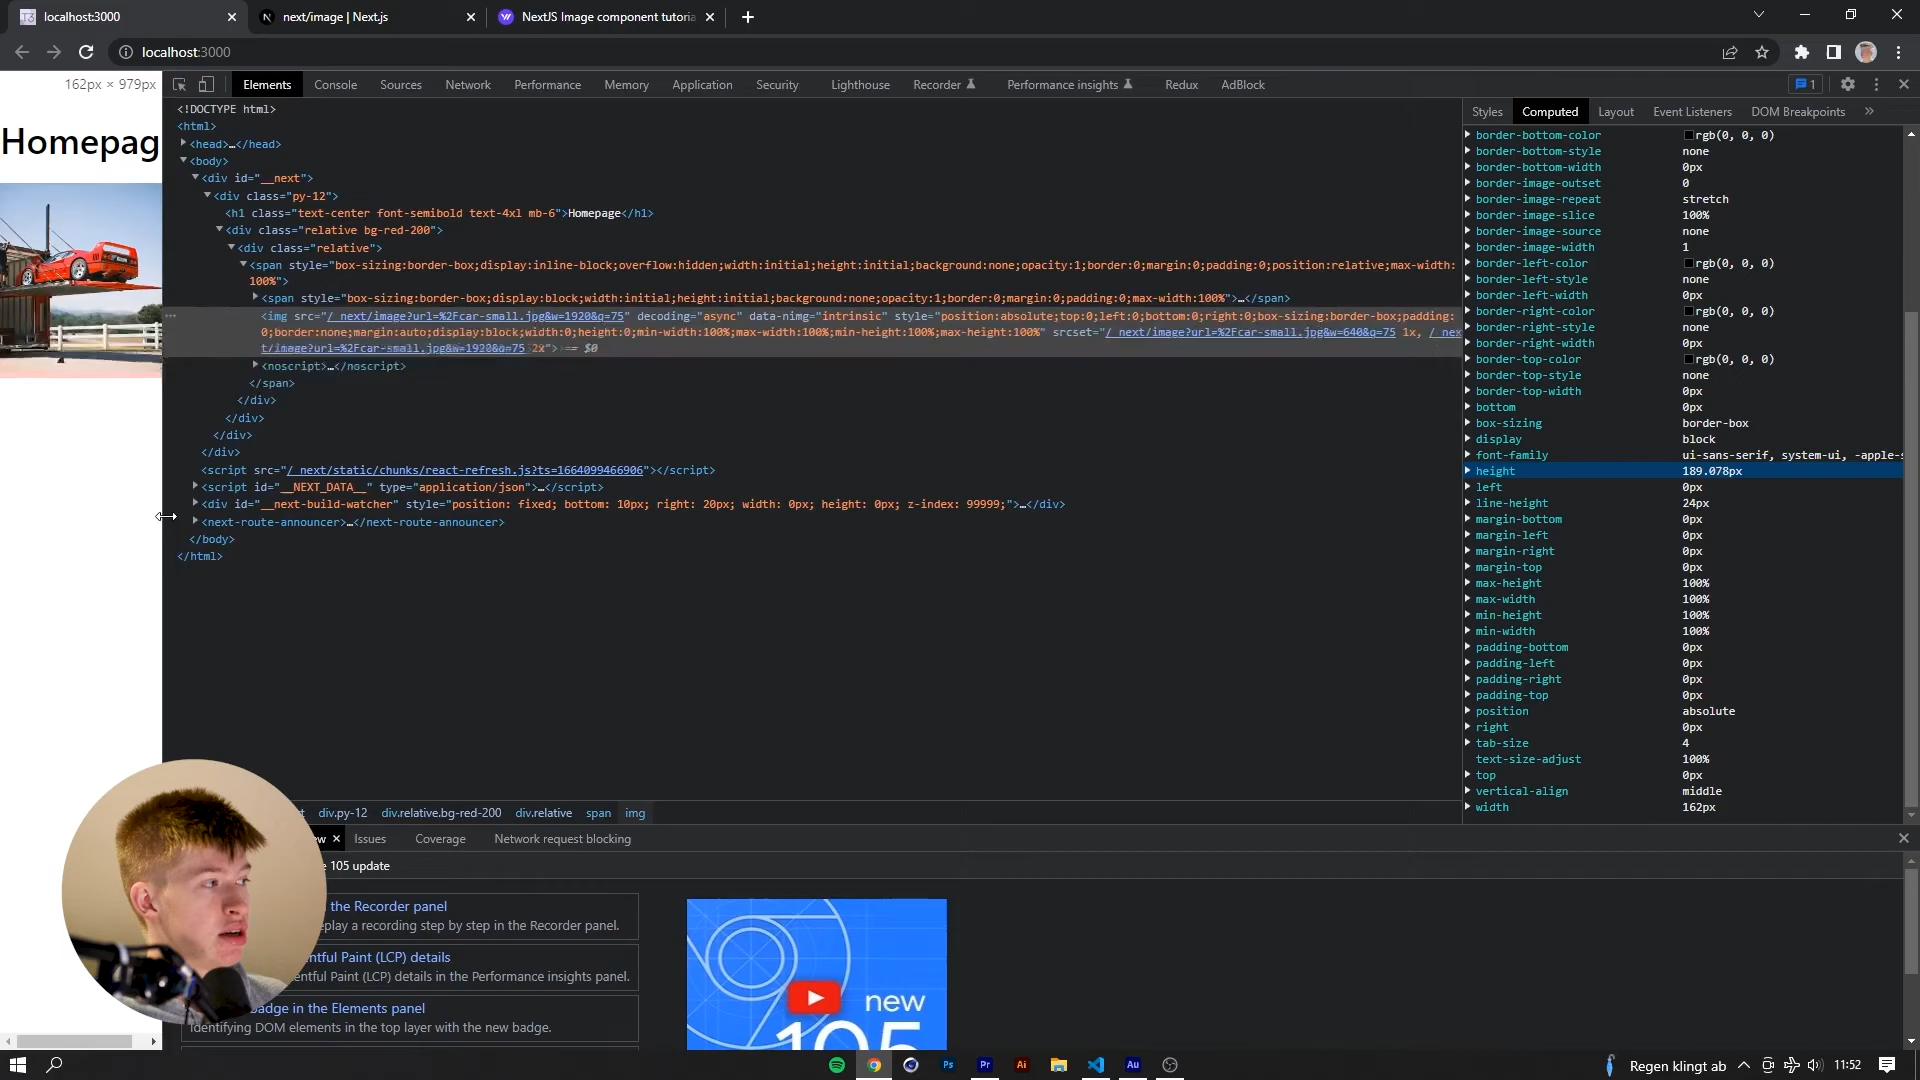 localhost:3000
next/image | Next.js
NextJS Image component tutoria
localhost:3000
162px × 979px
Elements
Console
Sources
Network
Performance
Memory
Application
Security
Lighthouse
Recorder
Performance insights
Redux
AdBlock
1
Homepag
<!DOCTYPE html>
<html>
<head>…</head>
<body>
<div id="__next">
<div class="py-12">
<h1 class="text-center font-semibold text-4xl mb-6">Homepage</h1>
<div class="relative bg-red-200">
<div class="relative">
<span style="box-sizing:border-box;display:inline-block;overflow:hidden;width:initial;height:initial;background:none;opacity:1;border:0;margin:0;padding:0;position:relative;max-width:
100%">
<span style="box-sizing:border-box;display:block;width:initial;height:initial;background:none;opacity:1;border:0;margin:0;padding:0;max-width:100%">…</span>
<img src="/_next/image?url=%2Fcar-small.jpg&w=1920&q=75" decoding="async" data-nimg="intrinsic" style="position:absolute;top:0;left:0;bottom:0;right:0;box-sizing:border-box;padding:
0;border:none;margin:auto;display:block;width:0;height:0;min-width:100%;max-width:100%;min-height:100%;max-height:100%" srcset="/_next/image?url=%2Fcar-small.jpg&w=640&q=75 1x, /_nex
t/image?url=%2Fcar-small.jpg&w=1920&q=75 2x"> == $0
<noscript>…</noscript>
</span>
</div>
</div>
</div>
</div>
<script src="/_next/static/chunks/react-refresh.js?ts=1664099466906"></script>
<script id="__NEXT_DATA__" type="application/json">…</script>
<div id="__next-build-watcher" style="position: fixed; bottom: 10px; right: 20px; width: 0px; height: 0px; z-index: 99999;">…</div>
<next-route-announcer>…</next-route-announcer>
</body>
</html>
t
div.py-12
div.relative.bg-red-200
div.relative
span
img
Styles
Computed
Layout
Event Listeners
DOM Breakpoints
»
border-bottom-color rgb(0, 0, 0)
border-bottom-style none
border-bottom-width 0px
border-image-outset 0
border-image-repeat stretch
border-image-slice 100%
border-image-source none
border-image-width 1
border-left-color rgb(0, 0, 0)
border-left-style none
border-left-width 0px
border-right-color rgb(0, 0, 0)
border-right-style none
border-right-width 0px
border-top-color rgb(0, 0, 0)
border-top-style none
border-top-width 0px
bottom 0px
box-sizing border-box
display block
font-family ui-sans-serif, system-ui, -apple-s
height 189.078px
left 0px
line-height 24px
margin-bottom 0px
margin-left 0px
margin-right 0px
margin-top 0px
max-height 100%
max-width 100%
min-height 100%
min-width 100%
padding-bottom 0px
padding-left 0px
padding-right 0px
padding-top 0px
position absolute
right 0px
tab-size 4
text-size-adjust 100%
top 0px
vertical-align middle
width 162px
ew
Issues
Coverage
Network request blocking
e 105 update
the Recorder panel
eplay a recording step by step in the Recorder panel.
ntful Paint (LCP) details
entful Paint (LCP) details in the Performance insights panel.
badge in the Elements panel
Identifying DOM elements in the top layer with the new badge.
new
105
Ps
Pr
Ai
Au
Regen klingt ab
11:52